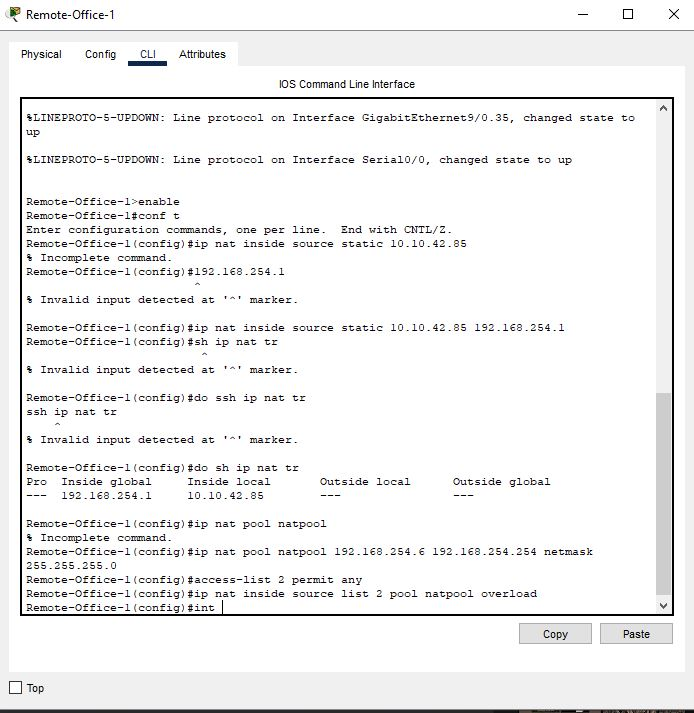 Remote-Office-1
Physical Config CLI Attributes
IOS Command Line Interface
%LINEPROTO-5-UPDOWN: Line protocol on Interface GigabitEthernet9/0.35, changed state to
up
%LINEPROTO-5-UPDOWN: Line protocol on Interface Serial0/0, changed state to up
Remote-Office-1>enable
Remote-Office-1#conf t
Enter configuration commands, one per line.  End with CNTL/Z.
Remote-Office-1(config)#ip nat inside source static 10.10.42.85
% Incomplete command.
Remote-Office-1(config)#192.168.254.1
^
% Invalid input detected at '^' marker.
Remote-Office-1(config)#ip nat inside source static 10.10.42.85 192.168.254.1
Remote-Office-1(config)#sh ip nat tr
^
% Invalid input detected at '^' marker.
Remote-Office-1(config)#do ssh ip nat tr
ssh ip nat tr
^
% Invalid input detected at '^' marker.
Remote-Office-1(config)#do sh ip nat tr
Pro  Inside global     Inside local       Outside local      Outside global
---  192.168.254.1     10.10.42.85        ---                ---
Remote-Office-1(config)#ip nat pool natpool
% Incomplete command.
Remote-Office-1(config)#ip nat pool natpool 192.168.254.6 192.168.254.254 netmask
255.255.255.0
Remote-Office-1(config)#access-list 2 permit any
Remote-Office-1(config)#ip nat inside source list 2 pool natpool overload
Remote-Office-1(config)#int
Copy Paste
Top